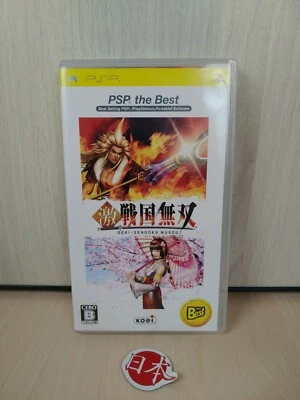 PSP
PSP® the Best
Best Selling PSP® (PlayStation®Portable) Software
激・戦国無双
GEKI-SENGOKU MUSOU
CERO
B
KOEI
Best
日本